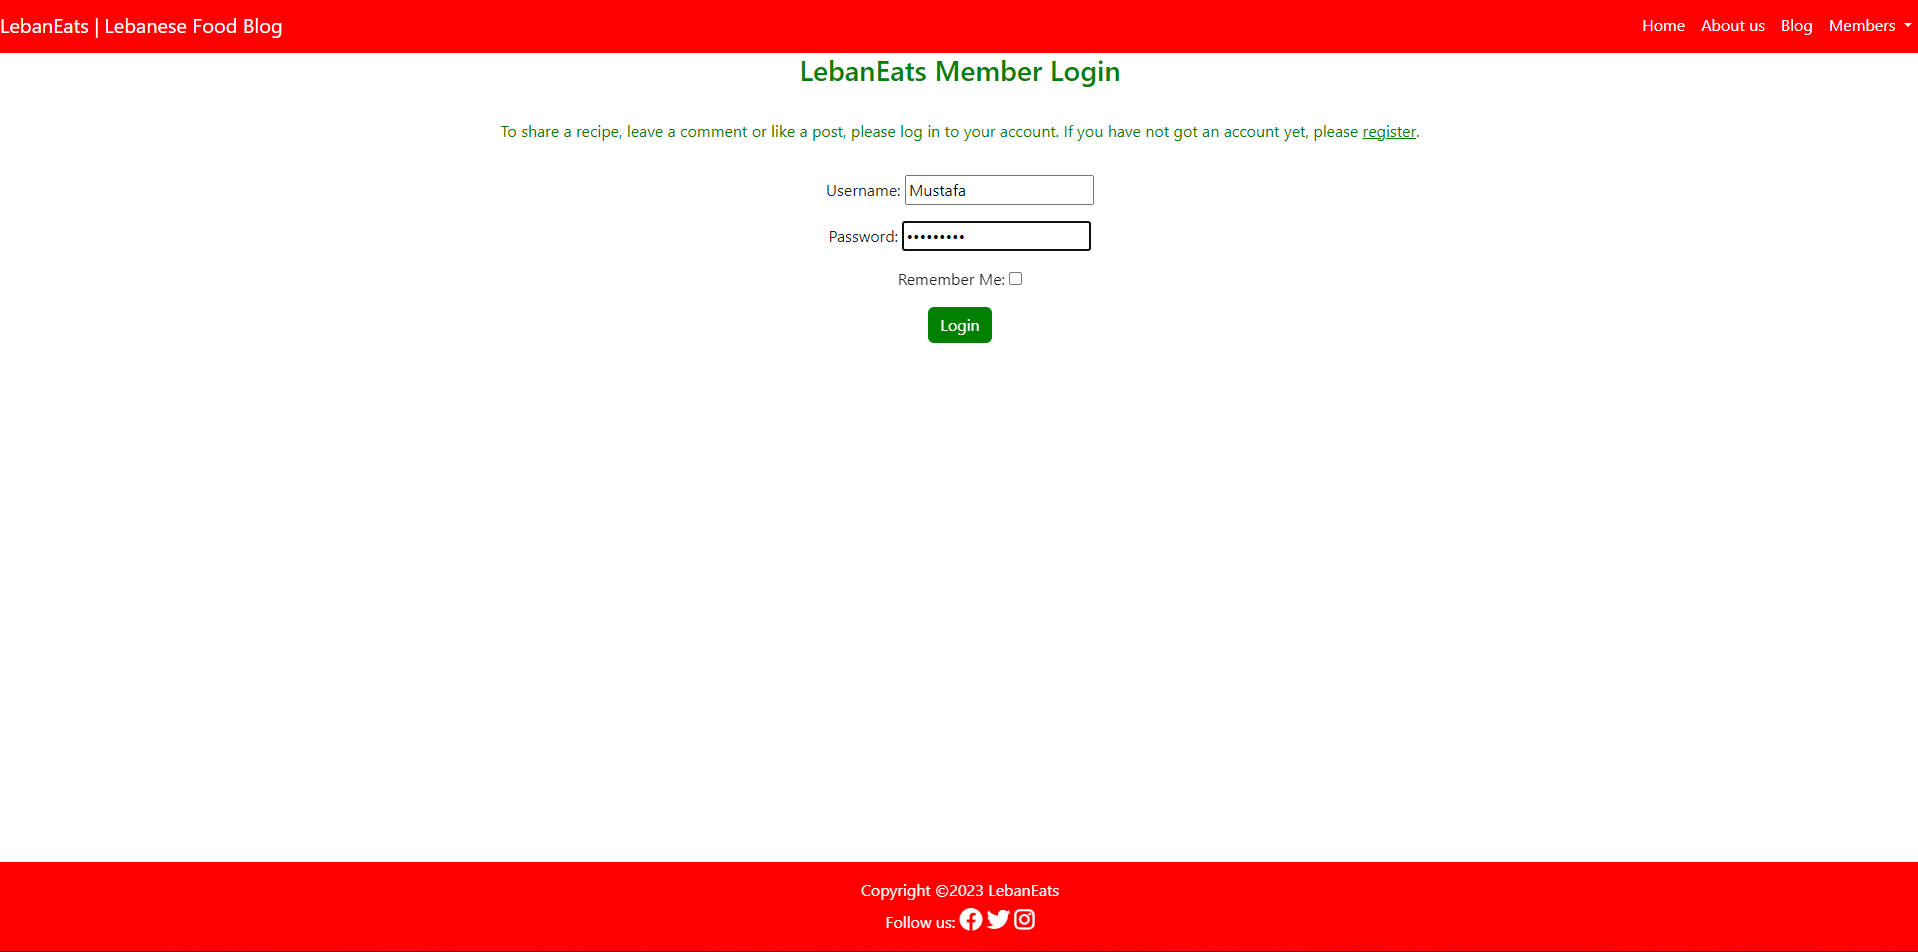 LebanEats | Lebanese Food Blog
Home About us Blog Members
LebanEats Member Login
To share a recipe, leave a comment or like a post, please log in to your account. If you have not got an account yet, please register.
Username: Mustafa
Password: •••••••••
Remember Me:
Login
Copyright ©2023 LebanEats
Follow us: